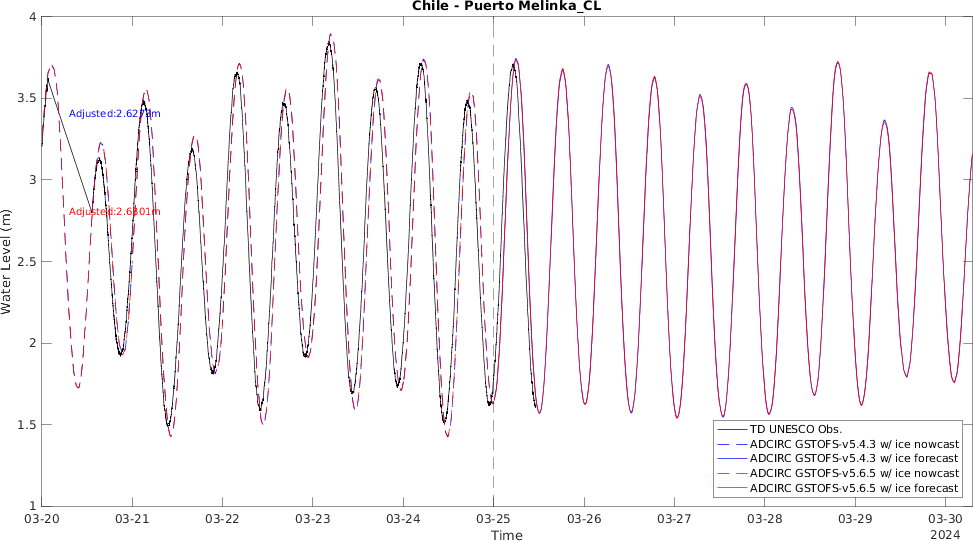 Chile - Puerto Melinka_CL
Water Level (m)
4
3.5
3
2.5
2
1.5
1
Adjusted:2.6301m
03-20
03-21
03-22
03-23
03-24
03-25
03-26
03-27
03-28
03-29
03-30
2024
Time
TD UNESCO Obs.
ADCIRC GSTOFS-v5.4.3 w/ ice nowcast
ADCIRC GSTOFS-v5.4.3 w/ ice forecast
ADCIRC GSTOFS-v5.6.5 w/ ice nowcast
ADCIRC GSTOFS-v5.6.5 w/ ice forecast